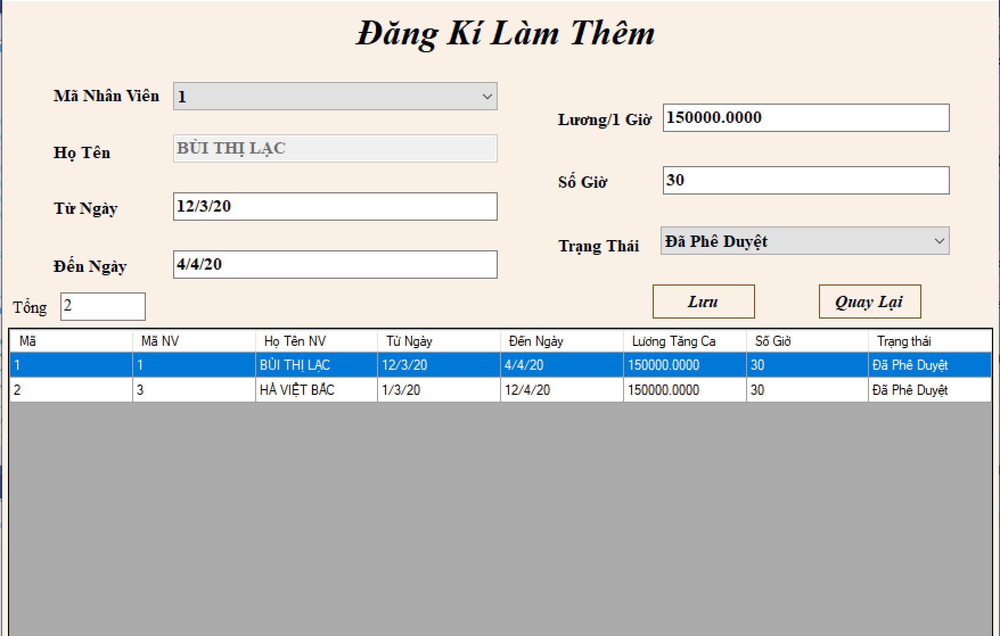 Đăng Kí Làm Thêm
Mã Nhân Viên 1
Họ Tên BÙI THỊ LẠC
Từ Ngày 12/3/20
Đến Ngày 4/4/20
Lương/1 Giờ 150000.0000
Số Giờ 30
Trạng Thái Đã Phê Duyệt
Tổng 2
Lưu Quay Lại
Mã Mã NV Họ Tên NV Từ Ngày Đến Ngày Lương Tăng Ca Số Giờ Trạng thái
1 1 BÙI THỊ LẠC 12/3/20 4/4/20 150000.0000 30 Đã Phê Duyệt
2 3 HÀ VIỆT BẮC 1/3/20 12/4/20 150000.0000 30 Đã Phê Duyệt